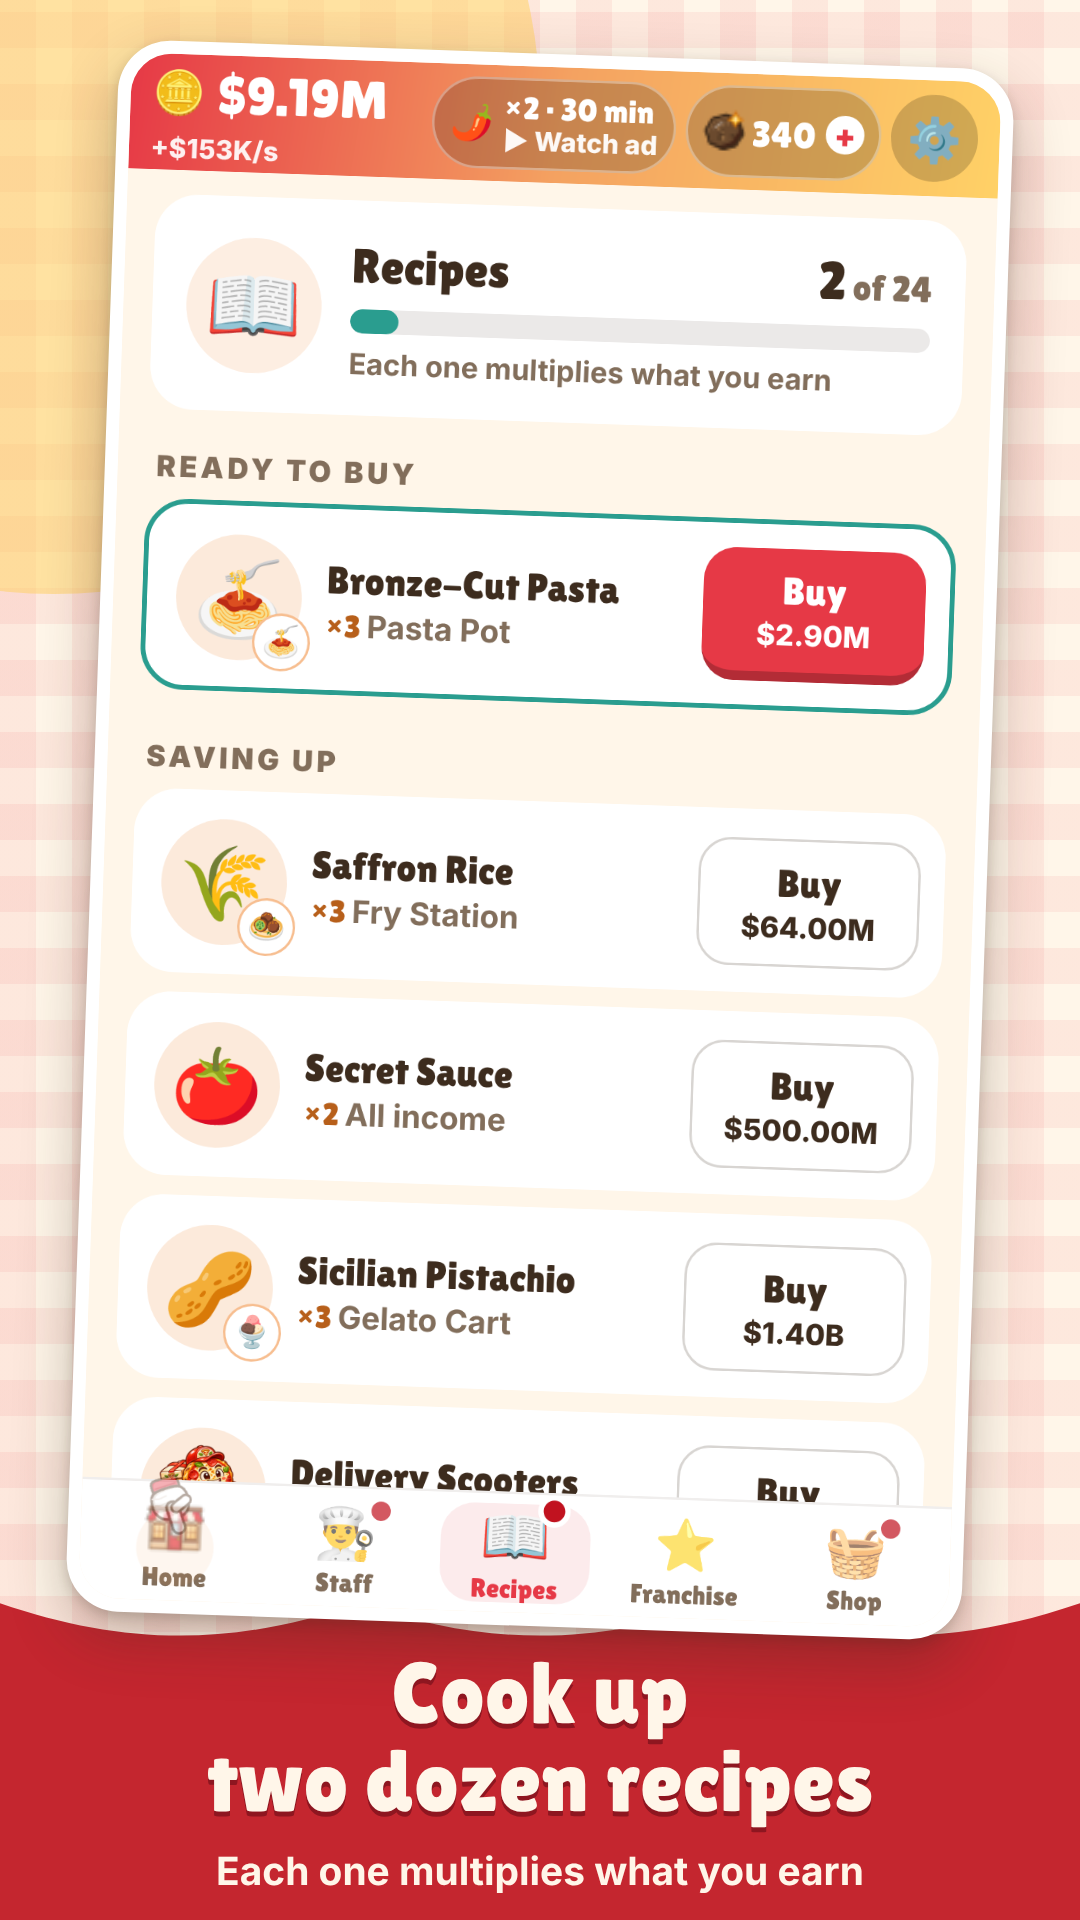 $9.19M
+$153K/s
×2 · 30 min
▶ Watch ad
340 +
Recipes
2 of 24
Each one multiplies what you earn
READY TO BUY
Bronze-Cut Pasta
×3 Pasta Pot
Buy
$2.90M
SAVING UP
Saffron Rice
×3 Fry Station
Buy
$64.00M
Secret Sauce
×2 All income
Buy
$500.00M
Sicilian Pistachio
×3 Gelato Cart
Buy
$1.40B
Delivery Scooters
Buy
Home
Staff
Recipes
Franchise
Shop
Cook up
two dozen recipes
Each one multiplies what you earn